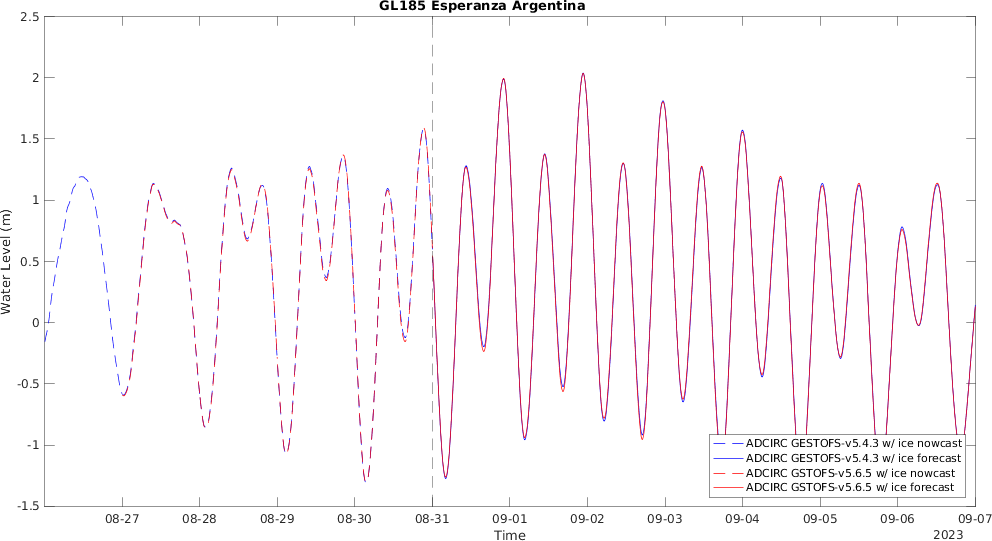 GL185 Esperanza Argentina
2.5
2
1.5
1
0.5
0
-0.5
-1
-1.5
Water Level (m)
08-27 08-28 08-29 08-30 08-31 09-01 09-02 09-03 09-04 09-05 09-06 09-07
Time
2023
ADCIRC GESTOFS-v5.4.3 w/ ice nowcast
ADCIRC GESTOFS-v5.4.3 w/ ice forecast
ADCIRC GSTOFS-v5.6.5 w/ ice nowcast
ADCIRC GSTOFS-v5.6.5 w/ ice forecast